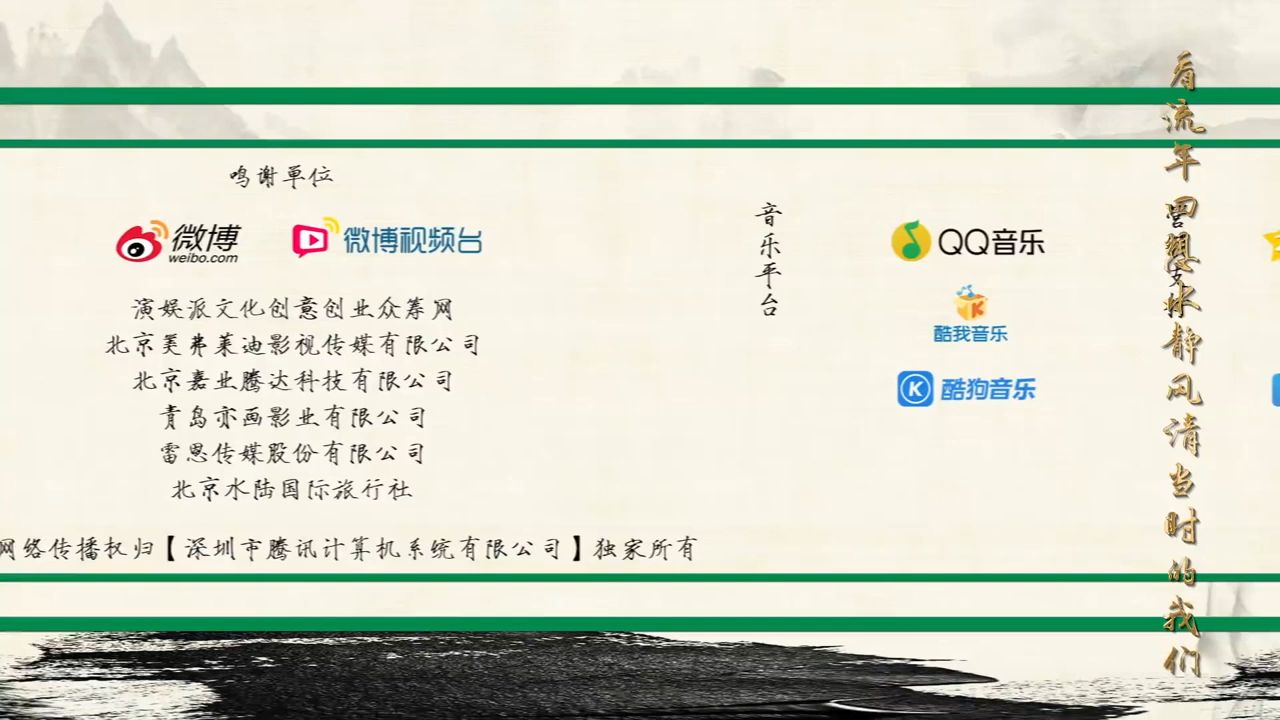 鸣谢单位
微博
weibo.com
微博视频台
演娱派文化创意创业众筹网
北京美弗莱迪影视传媒有限公司
北京嘉业腾达科技有限公司
青岛亦画影业有限公司
雷恩传媒股份有限公司
北京水陆国际旅行社
网络传播权归【深圳市腾讯计算机系统有限公司】独家所有
音乐平台
QQ音乐
酷我音乐
K
酷狗音乐
看流年回想水静风清当时的我们